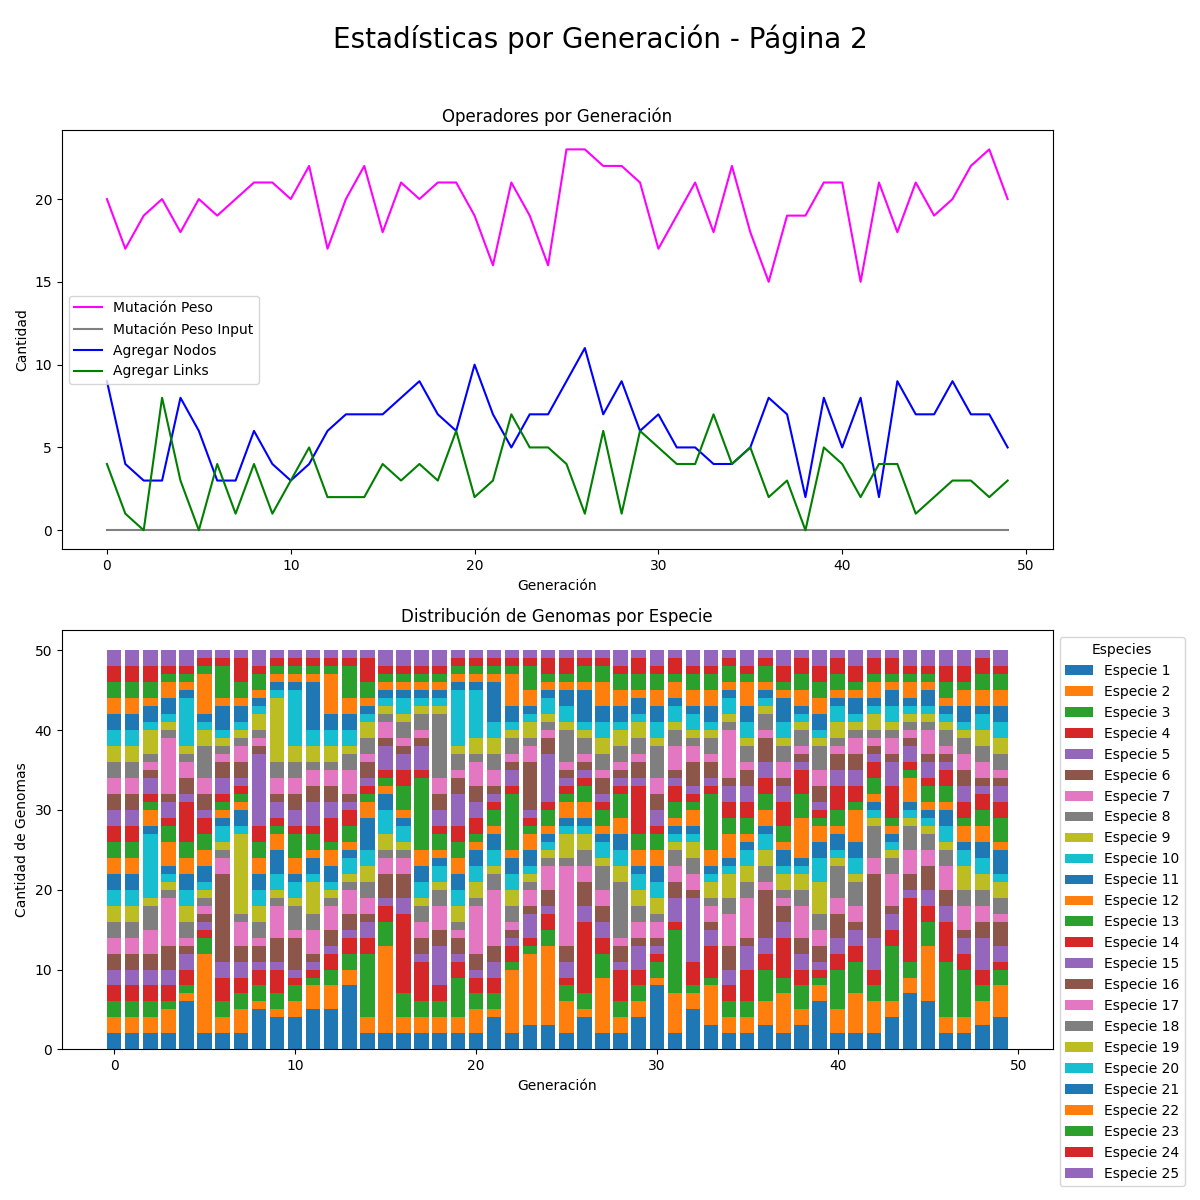 Estadísticas por Generación - Página 2
Operadores por Generación
Cantidad
20
15
10
5
0
Mutación Peso
Mutación Peso Input
Agregar Nodos
Agregar Links
0 10 20 30 40 50
Generación
Distribución de Genomas por Especie
Cantidad de Genomas
50
40
30
20
10
0
0 10 20 30 40 50
Generación
Especies
Especie 1
Especie 2
Especie 3
Especie 4
Especie 5
Especie 6
Especie 7
Especie 8
Especie 9
Especie 10
Especie 11
Especie 12
Especie 13
Especie 14
Especie 15
Especie 16
Especie 17
Especie 18
Especie 19
Especie 20
Especie 21
Especie 22
Especie 23
Especie 24
Especie 25